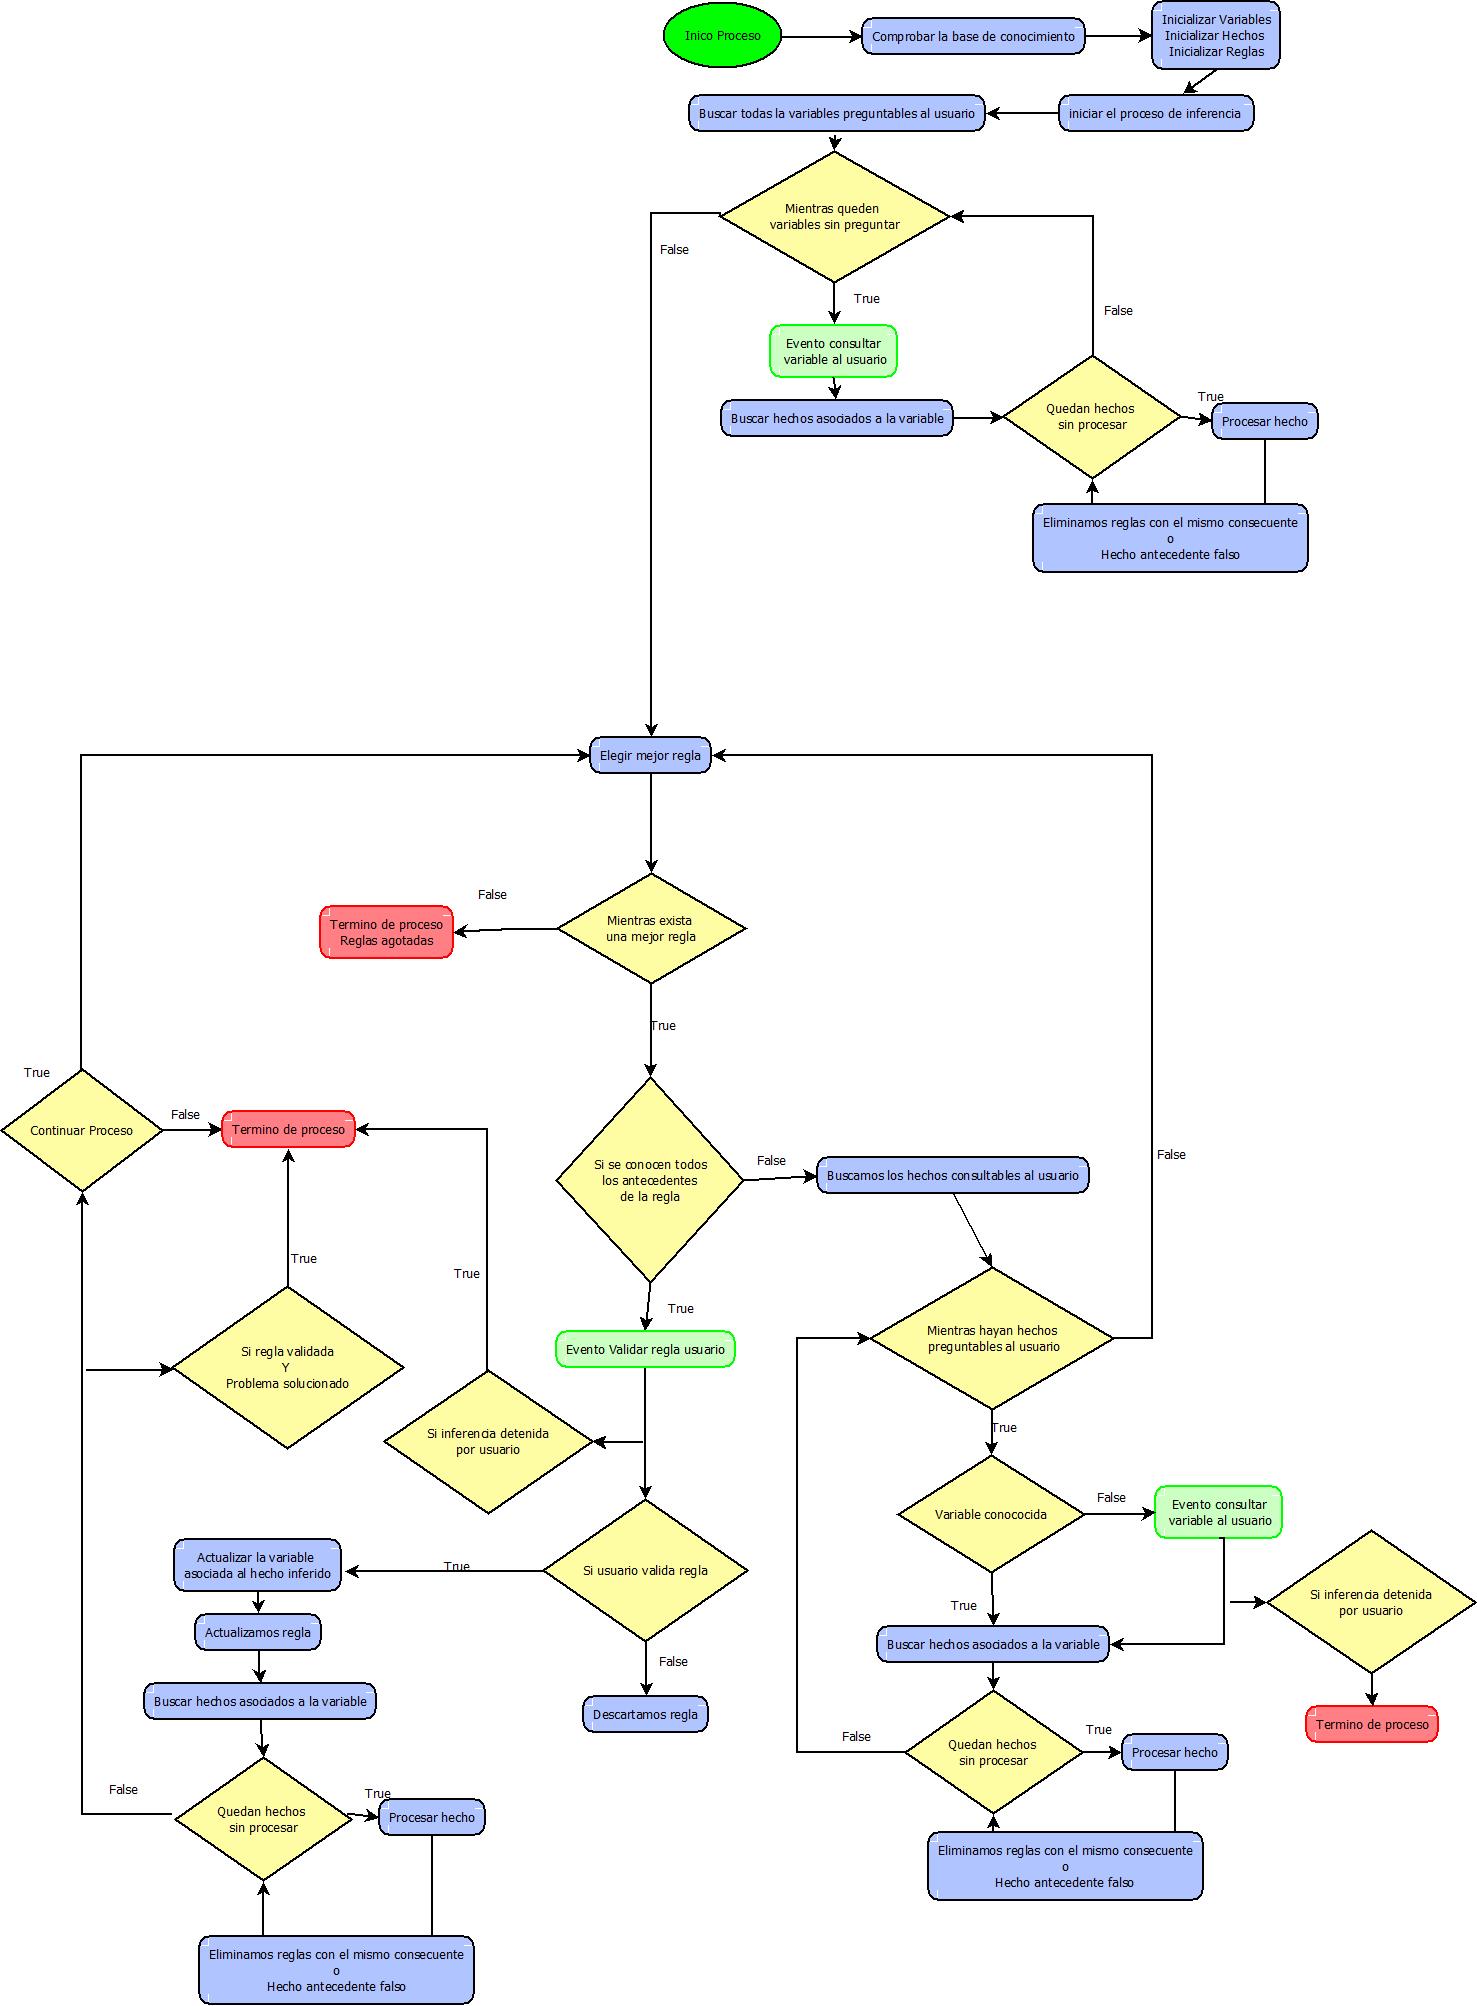 Inico Proceso
Comprobar la base de conocimiento
Inicializar Variables
Inicializar Hechos
Inicializar Reglas
Buscar todas la variables preguntables al usuario
iniciar el proceso de inferencia
Mientras queden
variables sin preguntar
False
True
False
Evento consultar
variable al usuario
Buscar hechos asociados a la variable
Quedan hechos
sin procesar
True
Procesar hecho
Eliminamos reglas con el mismo consecuente
o
Hecho antecedente falso
Elegir mejor regla
False
Termino de proceso
Reglas agotadas
Mientras exista
una mejor regla
True
True
Continuar Proceso
False
Termino de proceso
Si se conocen todos
los antecedentes
de la regla
False
Buscamos los hechos consultables al usuario
False
True
True
True
Si regla validada
Y
Problema solucionado
Evento Validar regla usuario
Mientras hayan hechos
preguntables al usuario
Si inferencia detenida
por usuario
True
Variable conococida
False
Evento consultar
variable al usuario
Actualizar la variable
asociada al hecho inferido
True
Si usuario valida regla
True
Si inferencia detenida
por usuario
Actualizamos regla
Buscar hechos asociados a la variable
False
Buscar hechos asociados a la variable
Descartamos regla
Termino de proceso
False
Quedan hechos
sin procesar
True
Procesar hecho
False
Quedan hechos
sin procesar
True
Procesar hecho
Eliminamos reglas con el mismo consecuente
o
Hecho antecedente falso
Eliminamos reglas con el mismo consecuente
o
Hecho antecedente falso